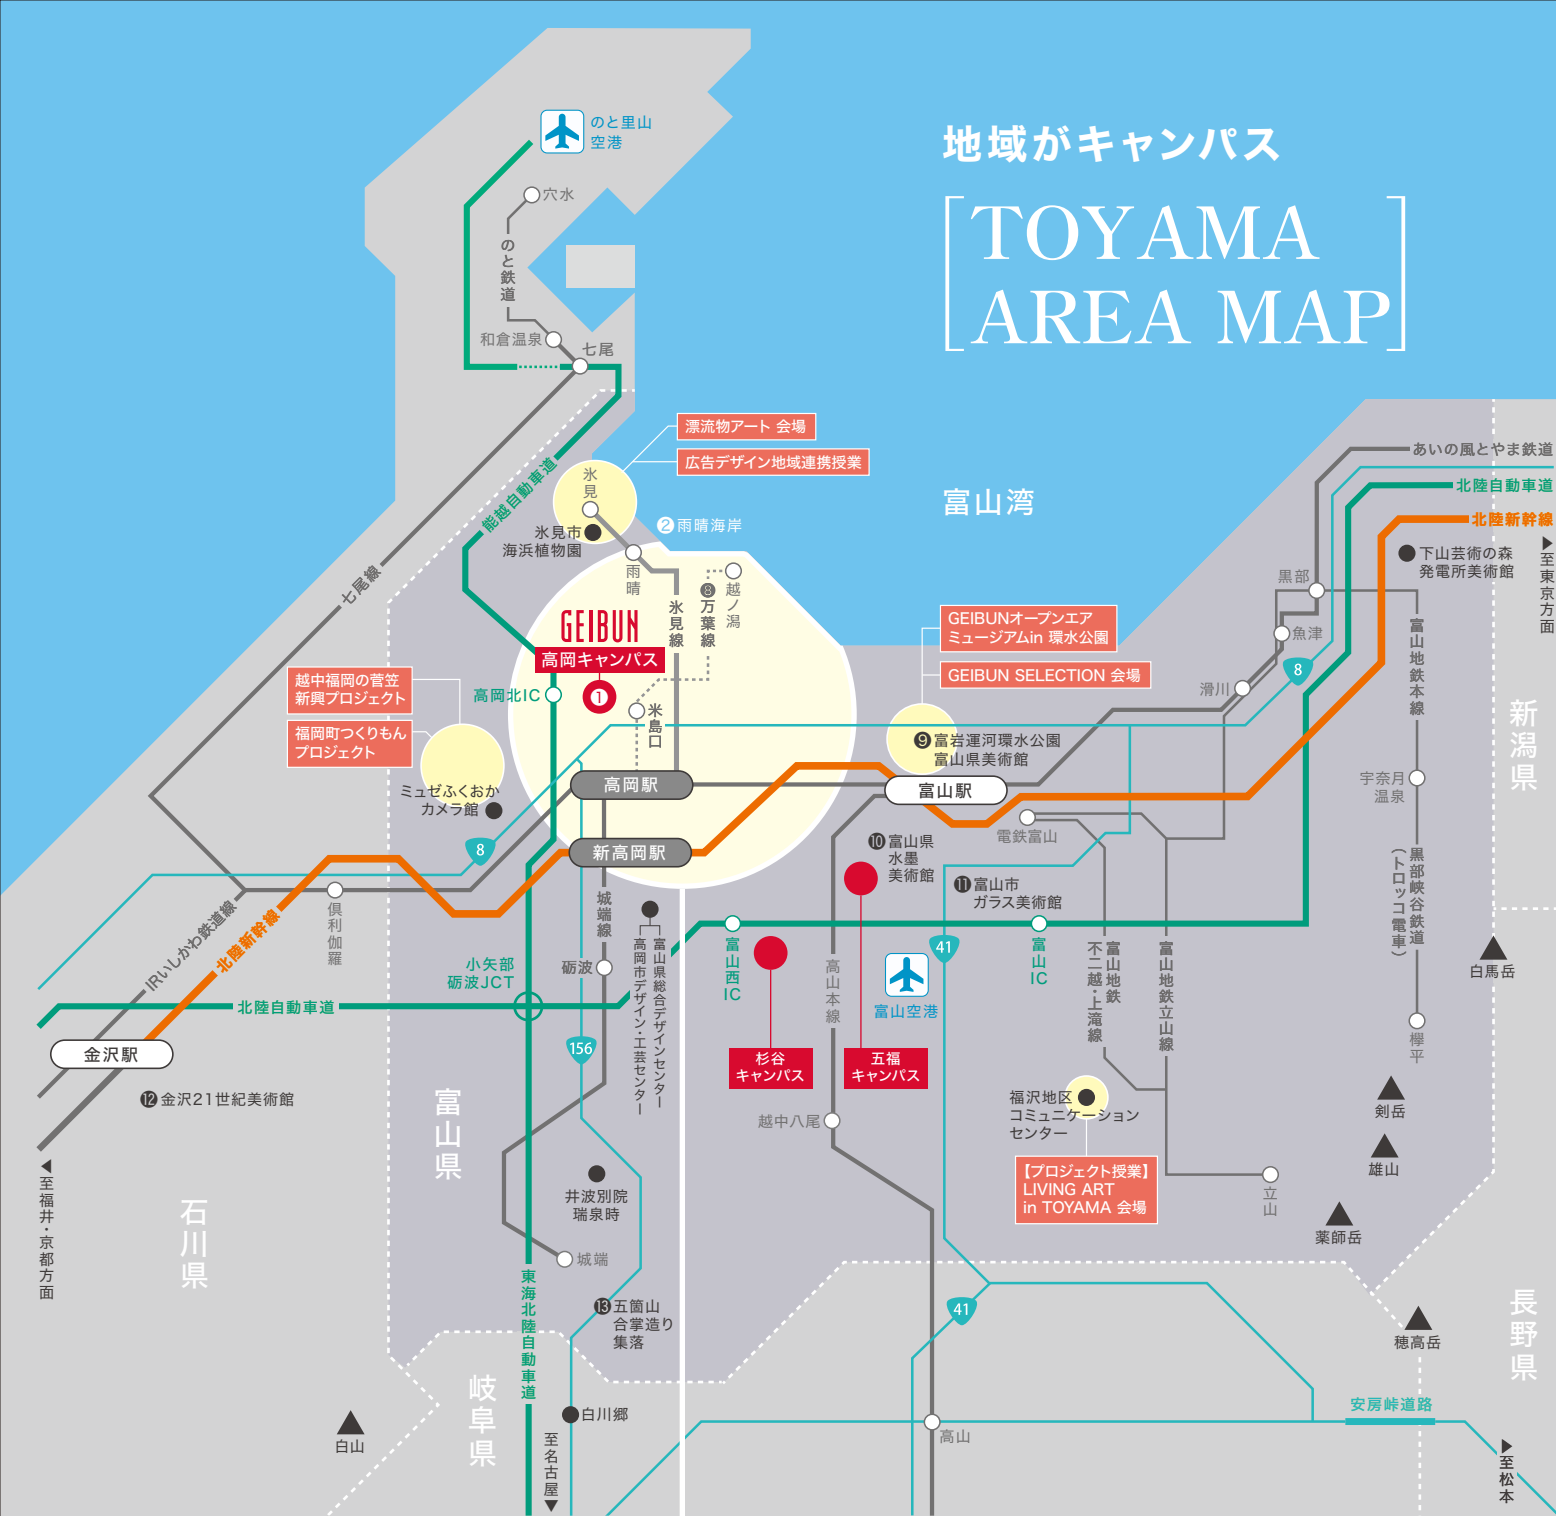 地域がキャンパス
TOYAMA
AREA MAP
のと里山
空港
穴水
のと鉄道
和倉温泉
七尾
漂流物アート 会場
広告デザイン地域連携授業
能越自動車道
氷見
氷見市
海浜植物園
❷雨晴海岸
富山湾
あいの風とやま鉄道
北陸自動車道
北陸新幹線
▶至東京方面
❾下山芸術の森
発電所美術館
黒部
魚津
滑川
富山地鉄本線
8
新潟県
七尾線
雨晴
氷見線
❽万葉線
越ノ潟
GEIBUN
高岡キャンパス
❶
高岡北IC
米島口
GEIBUNオープンエア
ミュージアムin 環水公園
GEIBUN SELECTION 会場
越中福岡の菅笠
新興プロジェクト
福岡町つくりもん
プロジェクト
ミュゼふくおか
カメラ館
❾富岩運河環水公園
富山県美術館
高岡駅
富山駅
新高岡駅
8
電鉄富山
宇奈月
温泉
黒部峡谷鉄道
(トロッコ電車)
❿富山県
水墨
美術館
⓫富山市
ガラス美術館
倶利伽羅
IRいしかわ鉄道線
北陸新幹線
城端線
小矢部
砺波JCT
砺波
富山県総合デザインセンター
高岡市デザイン・工芸センター
富山西IC
高山本線
41
富山空港
富山IC
富山地鉄
不二越・上滝線
富山地鉄立山線
白馬岳
欅平
北陸自動車道
金沢駅
156
杉谷
キャンパス
五福
キャンパス
⓬金沢21世紀美術館
越中八尾
福沢地区
コミュニケーション
センター
剣岳
雄山
富山県
◀至福井・京都方面
石川県
井波別院
瑞泉時
【プロジェクト授業】
LIVING ART
in TOYAMA 会場
立山
薬師岳
城端
東海北陸自動車道
⓭五箇山
合掌造り
集落
41
穂高岳
長野県
岐阜県
白川郷
白山
至名古屋▼
高山
安房峠道路
▶至松本